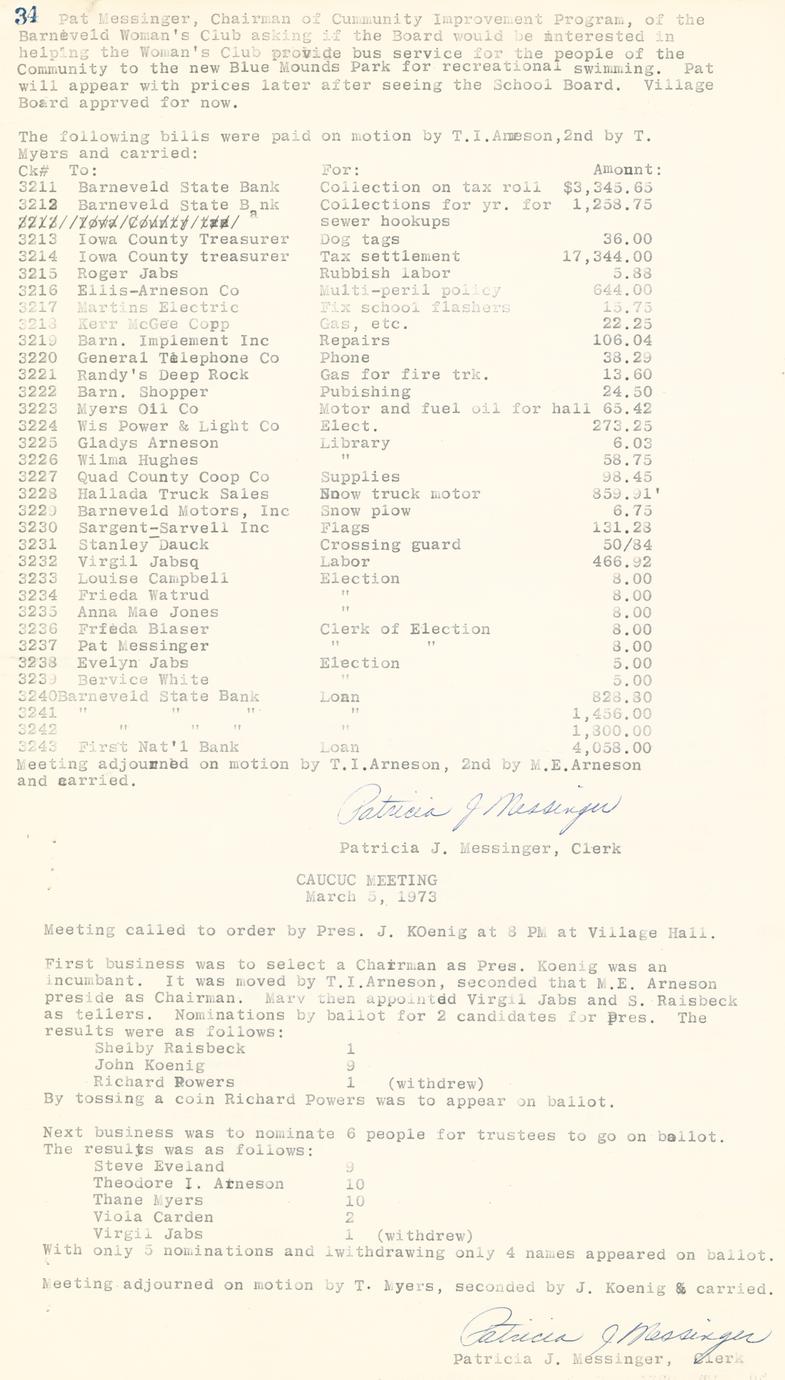 34 Pat Messinger, Chairman of Cummunity Improvement Program, of the
Barneveld Woman's Club asking if the Board would be interested in
helping the Woman's Club provide bus service for the people of the
Community to the new Blue Mounds Park for recreational swimming. Pat
will appear with prices later after seeing the School Board. Village
Board apprved for now.
The following bills were paid on motion by T.I.Arneson,2nd by T.
Myers and carried:
Ck# To: For: Amount:
3211 Barneveld State Bank Collection on tax roll $3,345.65
3212 Barneveld State Bank Collections for yr. for 1,258.75
sewer hookups
3213 Iowa County Treasurer Dog tags 36.00
3214 Iowa County treasurer Tax settlement 17,344.00
3215 Roger Jabs Rubbish labor 5.88
3216 Ellis-Arneson Co Multi-peril policy 644.00
3217 Martins Electric Fix school flashers 15.75
3218 Kerr McGee Copp Gas, etc. 22.25
3219 Barn. Implement Inc Repairs 106.04
3220 General Telephone Co Phone 38.29
3221 Randy's Deep Rock Gas for fire trk. 13.60
3222 Barn. Shopper Pubishing 24.50
3223 Myers Oil Co Motor and fuel oil for hall 65.42
3224 Wis Power & Light Co Elect. 273.25
3225 Gladys Arneson Library 6.03
3226 Wilma Hughes " 58.75
3227 Quad County Coop Co Supplies 98.45
3228 Hallada Truck Sales Snow truck motor 859.91'
3229 Barneveld Motors, Inc Snow plow 6.75
3230 Sargent-Sarvell Inc Flags 131.28
3231 Stanley Dauck Crossing guard 50/84
3232 Virgil Jabsq Labor 466.92
3233 Louise Campbell Election 8.00
3234 Frieda Watrud " 8.00
3235 Anna Mae Jones " 8.00
3236 Frieda Blaser Clerk of Election 8.00
3237 Pat Messinger " " 8.00
3238 Evelyn Jabs Election 5.00
3239 Bervice White " 5.00
3240Barneveld State Bank Loan 828.80
3241 " " " " 1,456.00
3242 " " " " 1,800.00
3243 First Nat'l Bank Loan 4,058.00
Meeting adjourned on motion by T.I.Arneson, 2nd by M.E.Arneson
and carried.
Patricia J Messinger
Patricia J. Messinger, Clerk
CAUCUC MEETING
March 5, 1973
Meeting called to order by Pres. J. KOenig at 8 PM at Village Hall.
First business was to select a Chairman as Pres. Koenig was an
incumbant. It was moved by T.I.Arneson, seconded that M.E. Arneson
preside as Chairman. Marv then appointed Virgil Jabs and S. Raisbeck
as tellers. Nominations by ballot for 2 candidates for Pres. The
results were as follows:
Shelby Raisbeck 1
John Koenig 9
Richard Powers 1 (withdrew)
By tossing a coin Richard Powers was to appear on ballot.
Next business was to nominate 6 people for trustees to go on ballot.
The results was as follows:
Steve Eveland 9
Theodore I. Arneson 10
Thane Myers 10
Viola Carden 2
Virgil Jabs 1 (withdrew)
With only 5 nominations and 1withdrawing only 4 names appeared on ballot.
Meeting adjourned on motion by T. Myers, seconded by J. Koenig & carried.
Patricia J Messinger
Patricia J. Messinger, Clerk